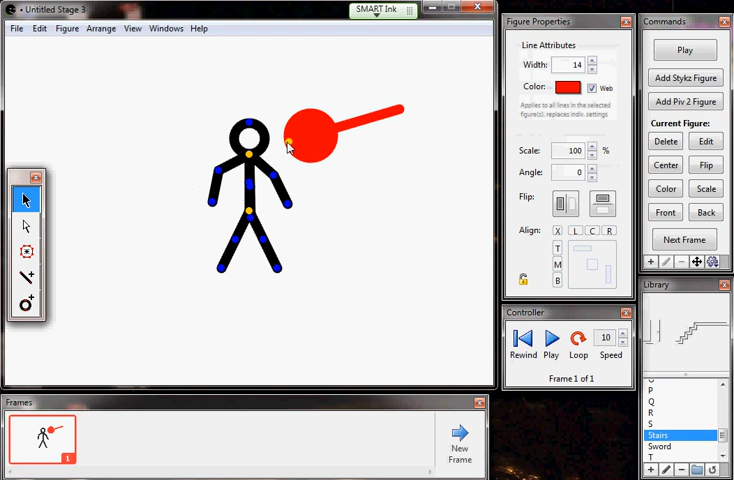 • Untitled Stage 3
SMART Ink
File Edit Figure Arrange View Windows Help
Figure Properties
Line Attributes
Width: 14
Color: Web
Applies to all lines in the selected
figure(s), replaces indiv. settings
Scale: 100 %
Angle: 0
Flip:
Align: X L C R
T
M
B
Commands
Play
Add Stykz Figure
Add Piv 2 Figure
Current Figure:
Delete Edit
Center Flip
Color Scale
Front Back
Next Frame
Controller
Rewind Play Loop Speed
10
Frame 1 of 1
Library
P
Q
R
S
Stairs
Sword
T
Frames
1
New
Frame